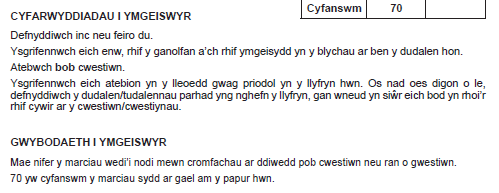 Cyfanswm 70
CYFARWYDDIADAU I YMGEISWYR
Defnyddiwch inc neu feiro du.
Ysgrifennwch eich enw, rhif y ganolfan a'ch rhif ymgeisydd yn y blychau ar ben y dudalen hon.
Atebwch bob cwestiwn.
Ysgrifennwch eich atebion yn y lleoedd gwag priodol yn y llyfryn hwn. Os nad oes digon o le,
defnyddiwch y dudalen/tudalennau parhad yng nghefn y llyfryn, gan wneud yn siŵr eich bod yn rhoi'r
rhif cywir ar y cwestiwn/cwestiynau.
GWYBODAETH I YMGEISWYR
Mae nifer y marciau wedi'i nodi mewn cromfachau ar ddiwedd pob cwestiwn neu ran o gwestiwn.
70 yw cyfanswm y marciau sydd ar gael am y papur hwn.